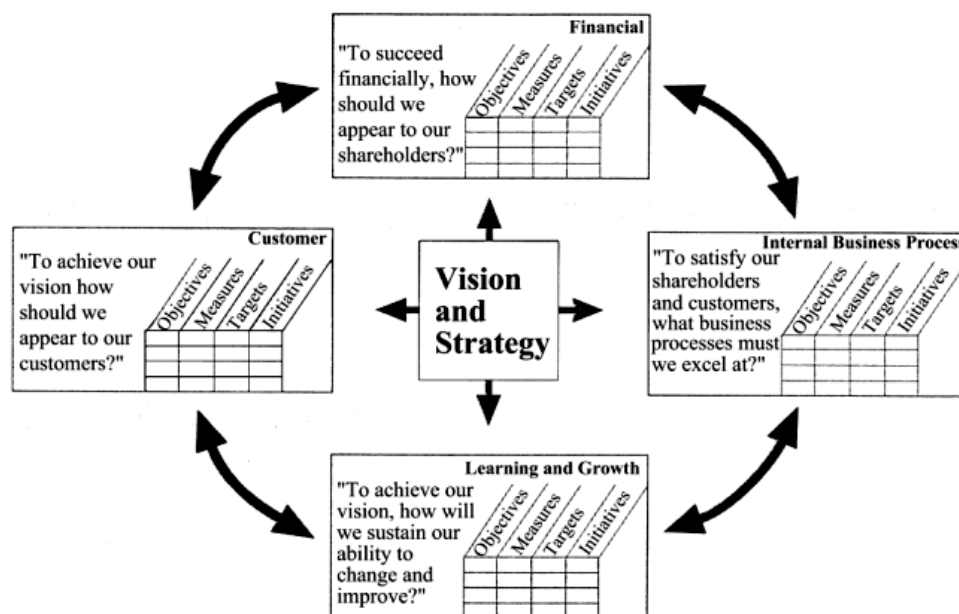 Financial
"To succeed
financially, how
should we
appear to our
shareholders?"
Objectives
Measures
Targets
Initiatives
Customer
"To achieve our
vision how
should we
appear to our
customers?"
Objectives
Measures
Targets
Initiatives
Vision
and
Strategy
Internal Business Process
"To satisfy our
shareholders
and customers,
what business
processes must
we excel at?"
Objectives
Measures
Targets
Initiatives
Learning and Growth
"To achieve our
vision, how will
we sustain our
ability to
change and
improve?"
Objectives
Measures
Targets
Initiatives